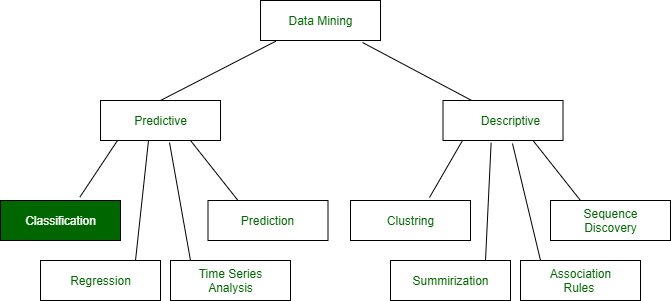 Data Mining
Predictive
Descriptive
Classification
Prediction
Clustring
Sequence
Discovery
Regression
Time Series
Analysis
Summirization
Association
Rules